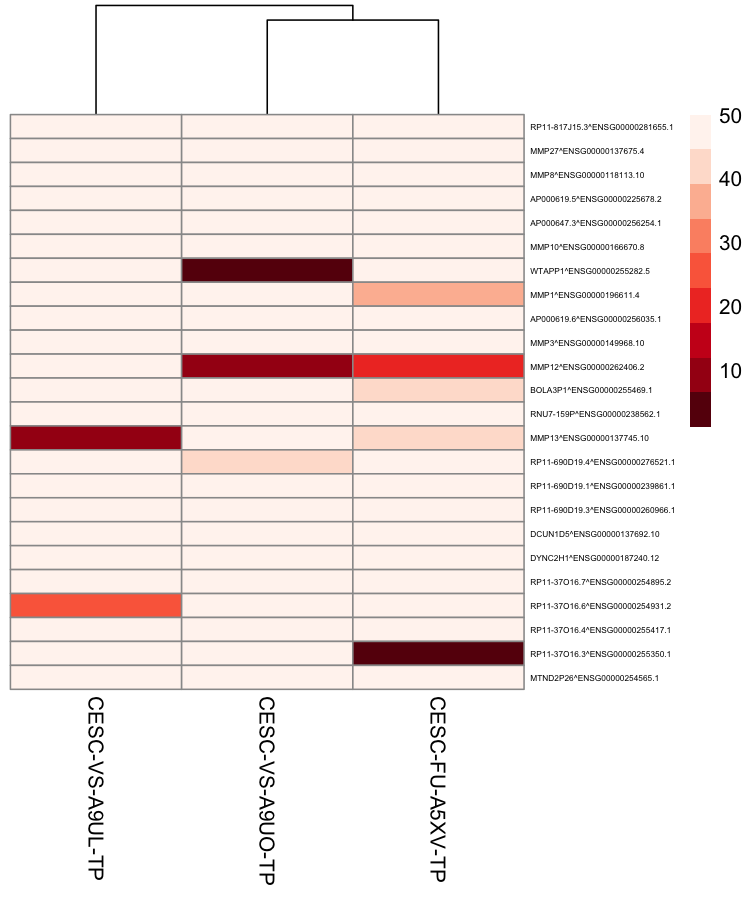 RP11-817J15.3^ENSG00000281655.1
MMP27^ENSG00000137675.4
MMP8^ENSG00000118113.10
AP000619.5^ENSG00000225678.2
AP000647.3^ENSG00000256254.1
MMP10^ENSG00000166670.8
WTAPP1^ENSG00000255282.5
MMP1^ENSG00000196611.4
AP000619.6^ENSG00000256035.1
MMP3^ENSG00000149968.10
MMP12^ENSG00000262406.2
BOLA3P1^ENSG00000255469.1
RNU7-159P^ENSG00000238562.1
MMP13^ENSG00000137745.10
RP11-690D19.4^ENSG00000276521.1
RP11-690D19.1^ENSG00000239861.1
RP11-690D19.3^ENSG00000260966.1
DCUN1D5^ENSG00000137692.10
DYNC2H1^ENSG00000187240.12
RP11-37O16.7^ENSG00000254895.2
RP11-37O16.6^ENSG00000254931.2
RP11-37O16.4^ENSG00000255417.1
RP11-37O16.3^ENSG00000255350.1
MTND2P26^ENSG00000254565.1
50
40
30
20
10
CESC-VS-A9UL-TP
CESC-VS-A9UO-TP
CESC-FU-A5XV-TP